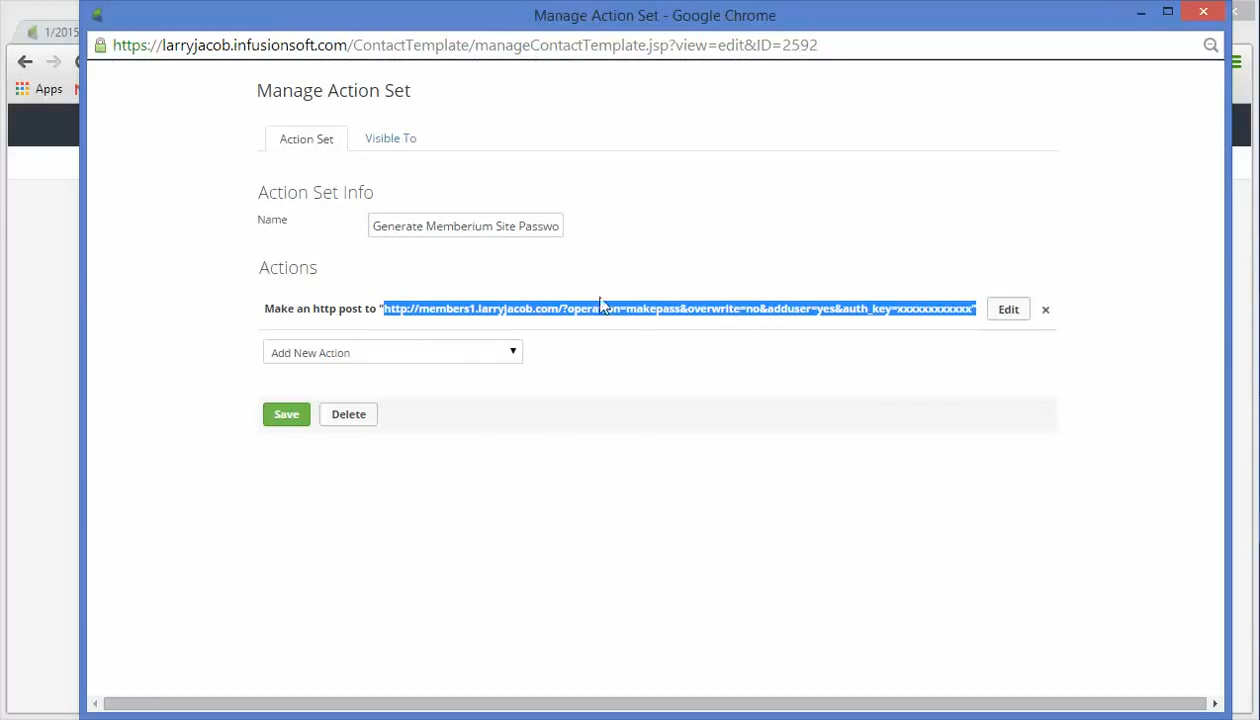 Manage Action Set - Google Chrome
1/2015
https://larryjacob.infusionsoft.com/ContactTemplate/manageContactTemplate.jsp?view=edit&ID=2592
Apps
Manage Action Set
Action Set
Visible To
Action Set Info
Name
Generate Memberium Site Passwo
Actions
Make an http post to "http://members1.larryjacob.com/?operation=makepass&overwrite=no&adduser=yes&auth_key=xxxxxxxxxxxx"
Edit
Add New Action
Save
Delete